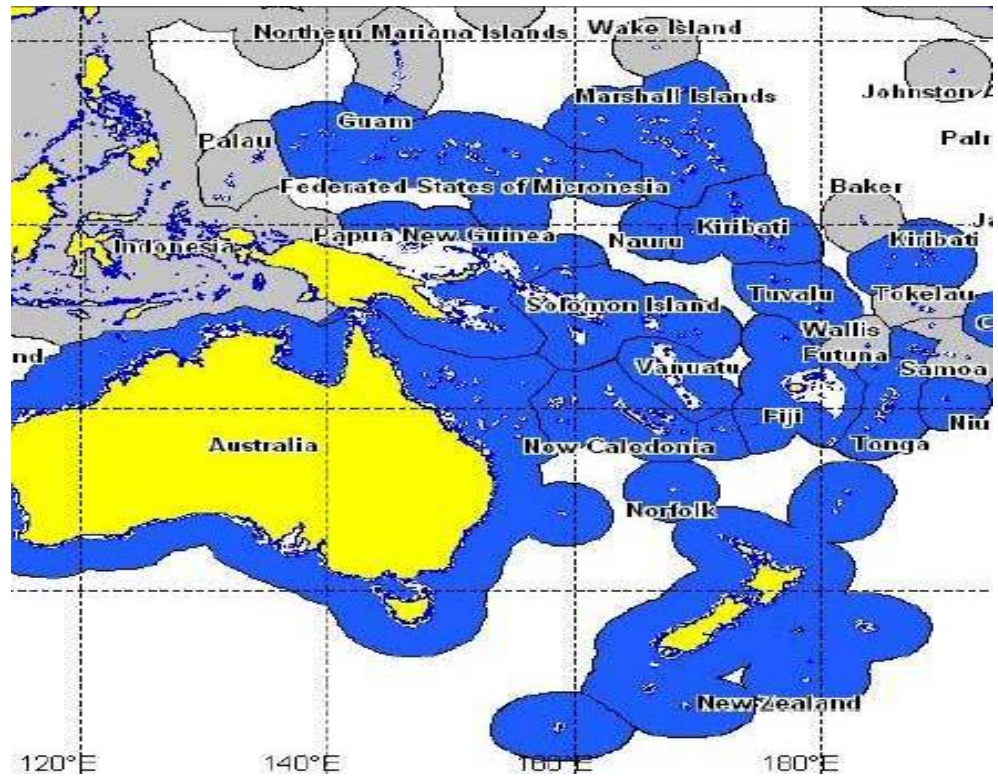 Northern Mariana Islands
Wake Island
Johnston A
Marshall Islands
Guam
Palau
Palr
Federated States of Micronesia
Baker
Ja
Papua New Guinea
Indonesia
Nauru
Kiribati
Kiribati
Solomon Island
Tuvalu
Tokelau
C
Wallis
nd
Futuna
Samoa
Vanuatu
Fiji
Niu
Australia
New Caledonia
Tonga
Norfolk
New Zealand
120°E
140°E
160°E
180°E